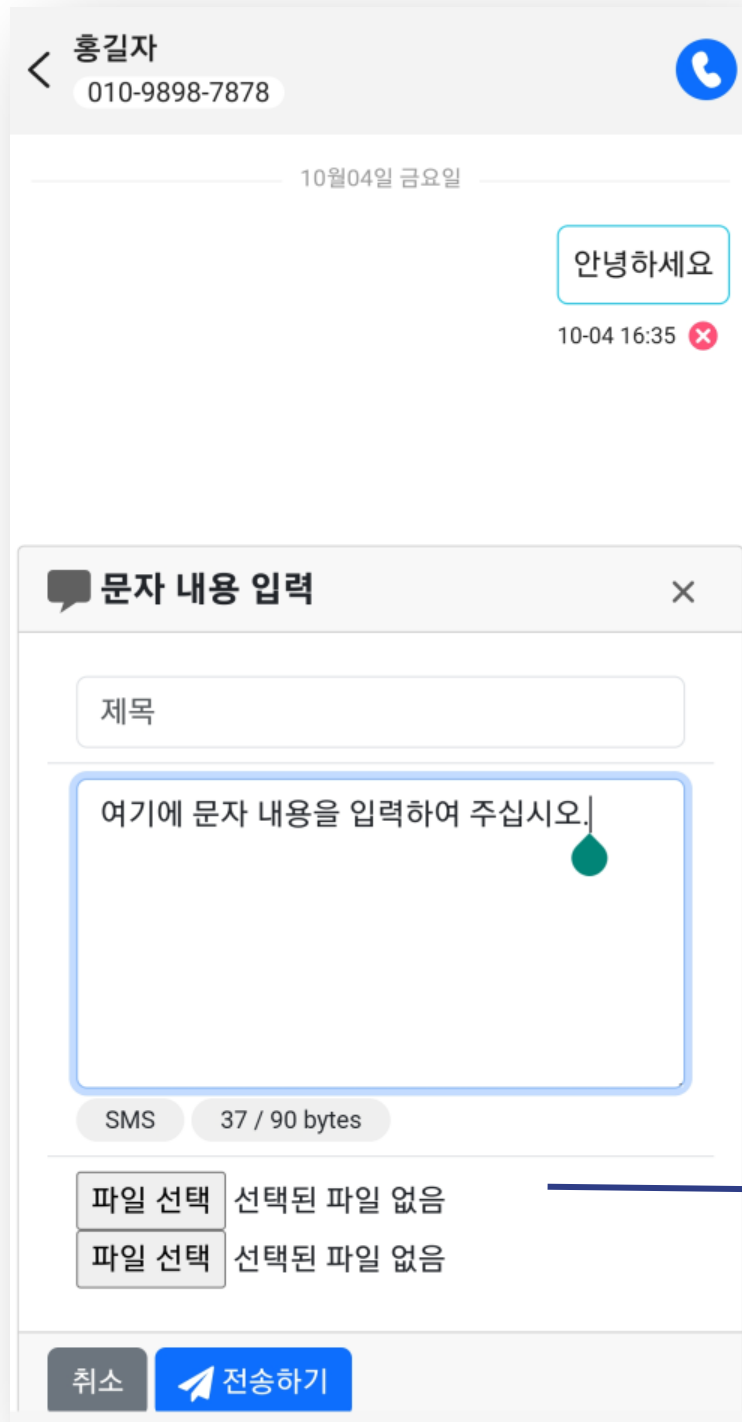 홍길자
010-9898-7878
10월04일 금요일
안녕하세요
10-04 16:35
문자 내용 입력
제목
여기에 문자 내용을 입력하여 주십시오.
SMS 37 / 90 bytes
파일 선택 선택된 파일 없음
파일 선택 선택된 파일 없음
취소 전송하기